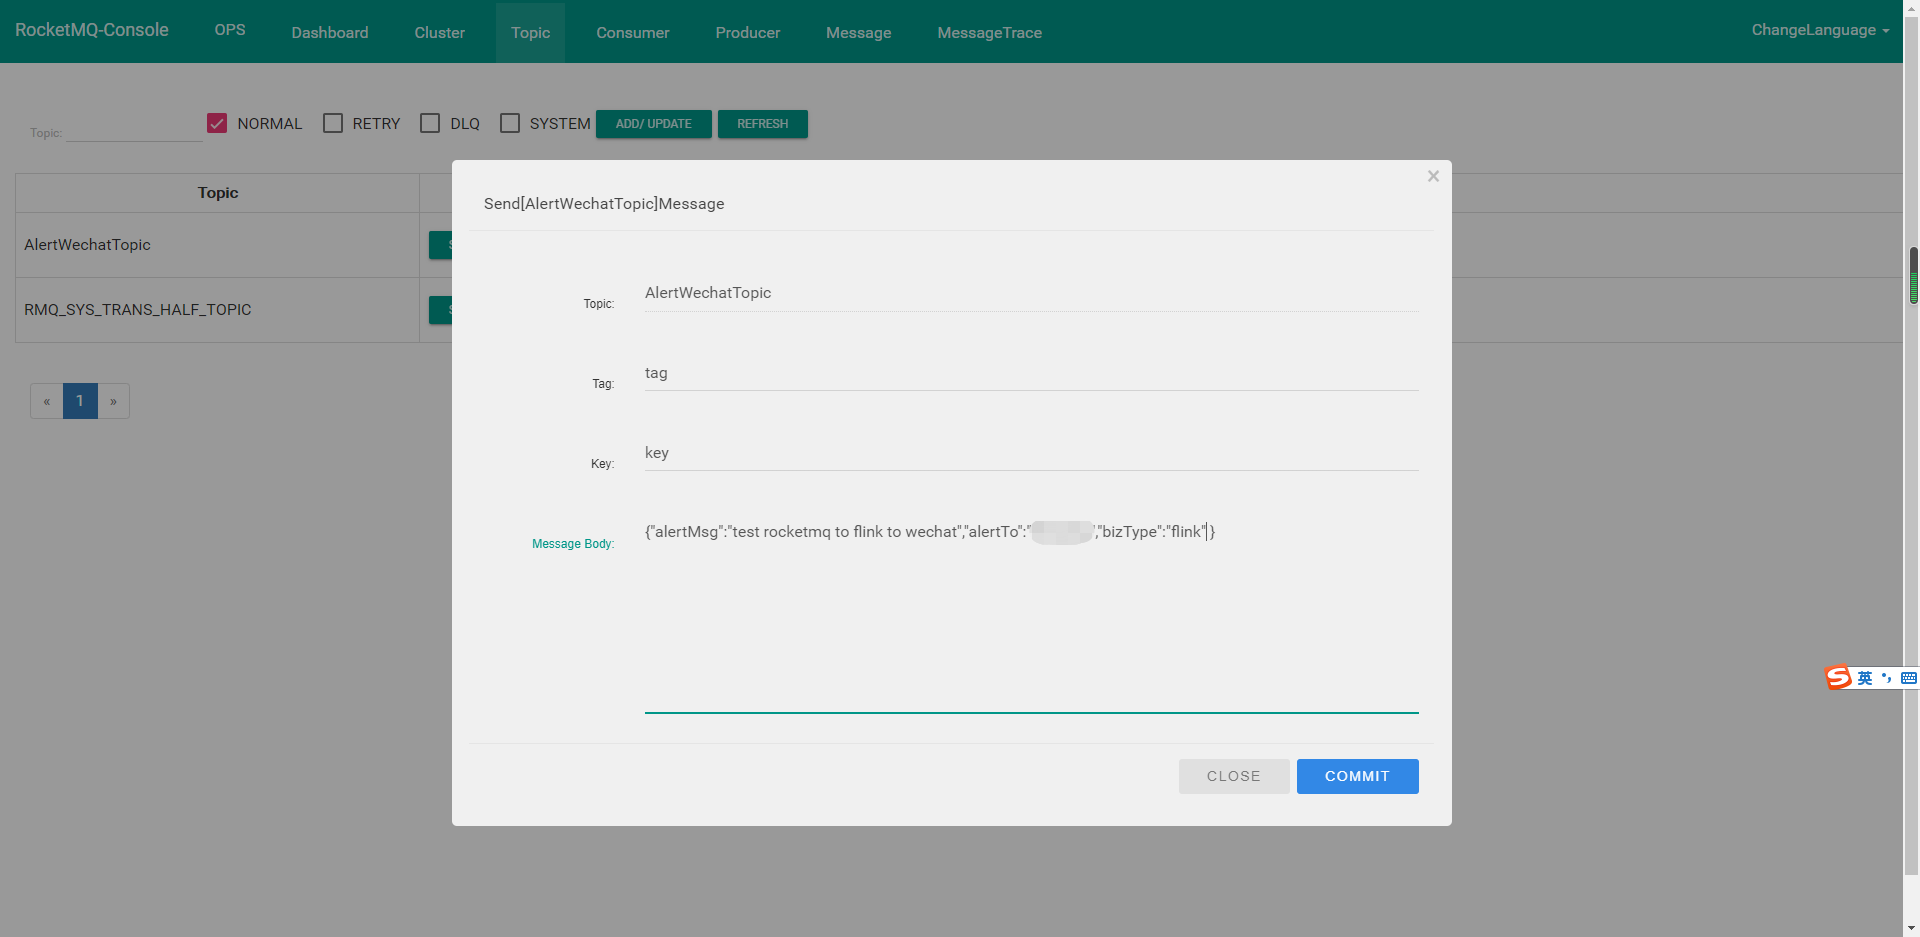 RocketMQ-Console OPS Dashboard Cluster Topic Consumer Producer Message MessageTrace ChangeLanguage
Topic: NORMAL RETRY DLQ SYSTEM ADD/ UPDATE REFRESH
Topic
AlertWechatTopic
RMQ_SYS_TRANS_HALF_TOPIC
« 1 »
×
Send[AlertWechatTopic]Message
Topic: AlertWechatTopic
Tag: tag
Key: key
Message Body: {"alertMsg":"test rocketmq to flink to wechat","alertTo":" ","bizType":"flink"}
CLOSE COMMIT
S 英